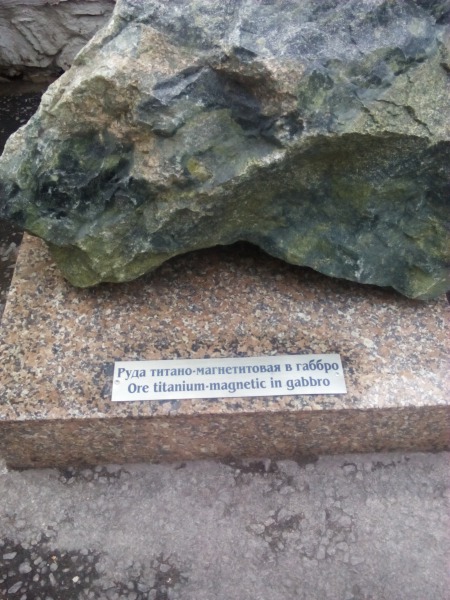 Руда титано-магнетитовая в габбро
Ore titanium-magnetic in gabbro